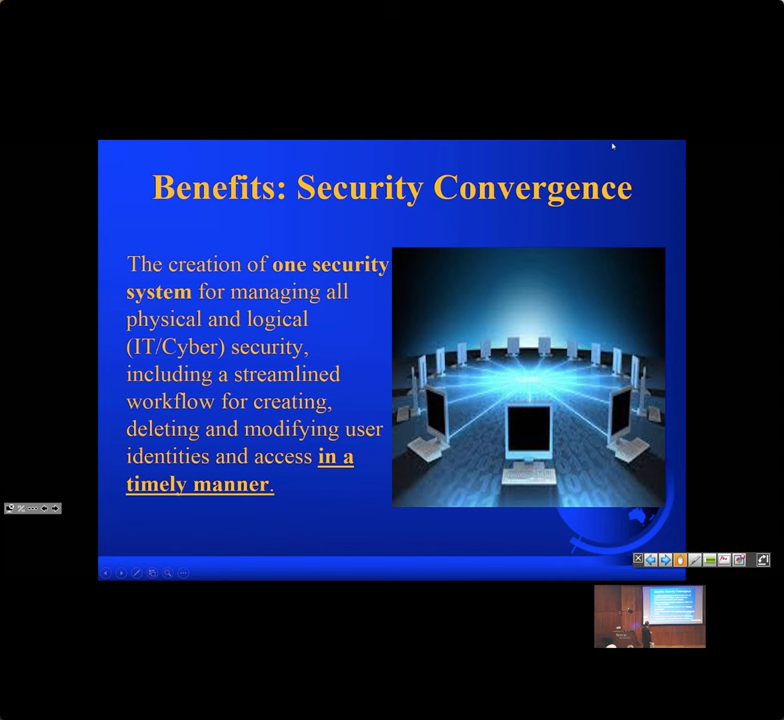 Benefits: Security Convergence
The creation of one security
system for managing all
physical and logical
(IT/Cyber) security,
including a streamlined
workflow for creating,
deleting and modifying user
identities and access in a
timely manner.